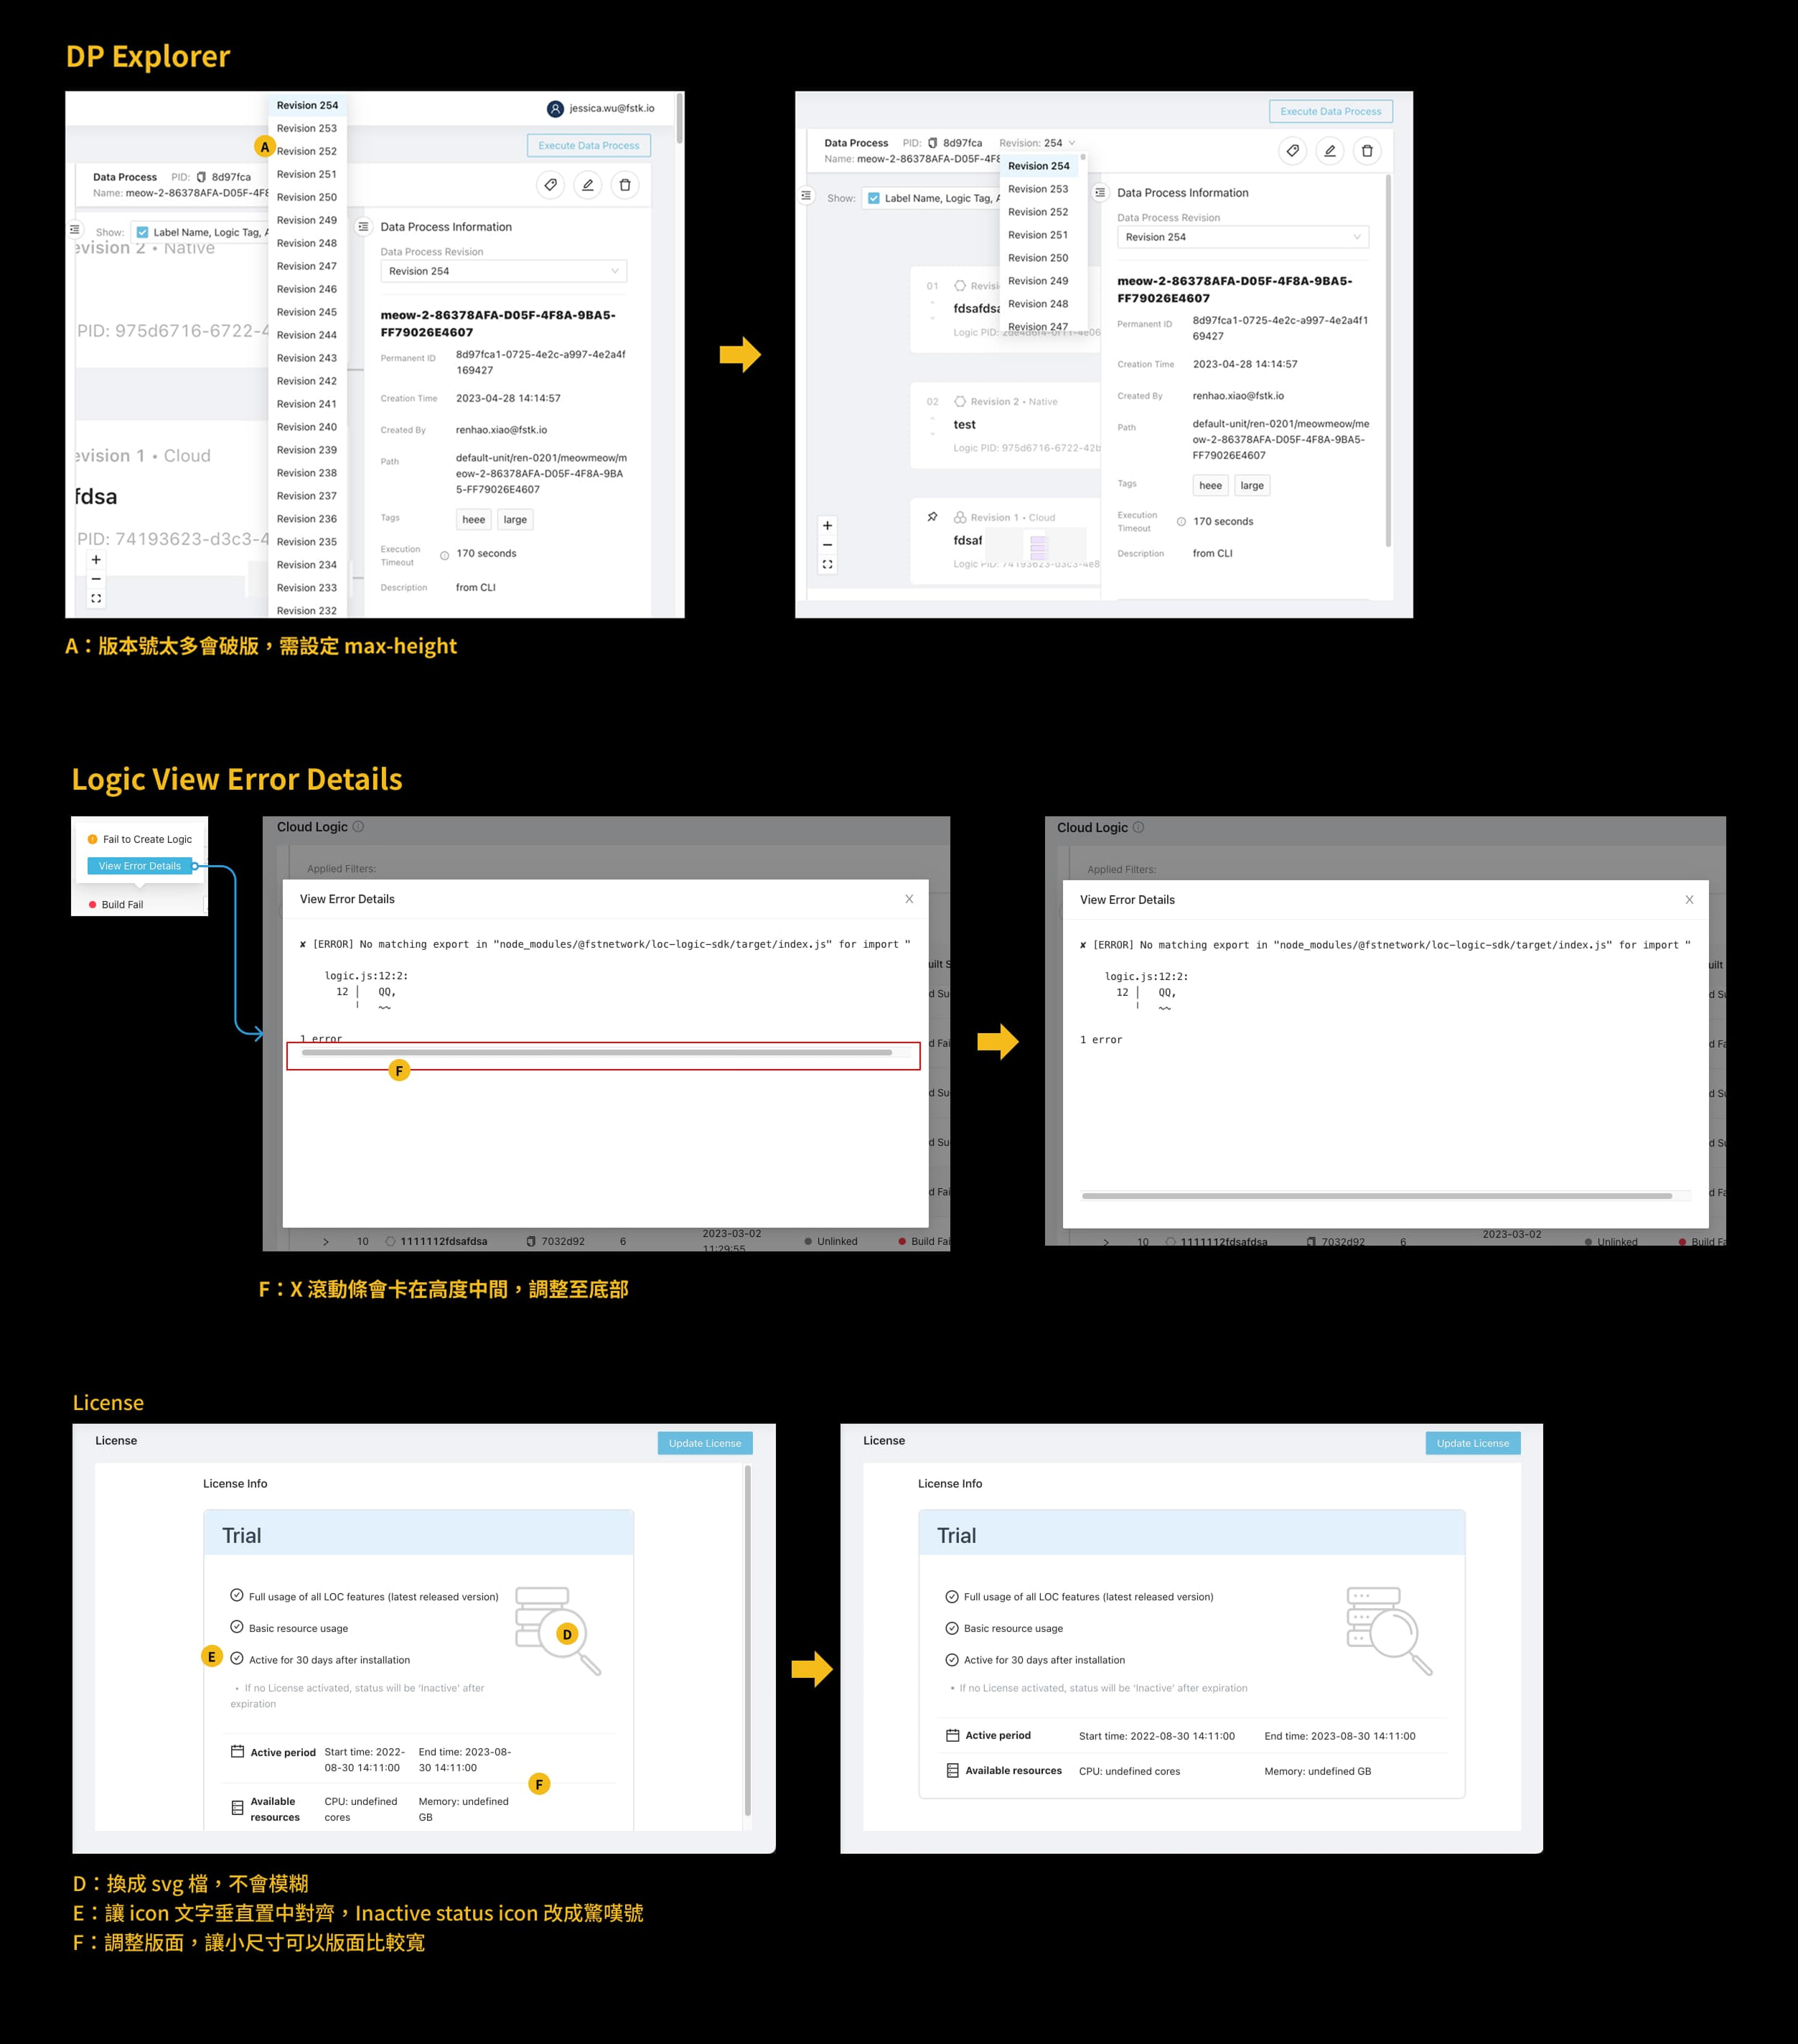 DP Explorer
Revision 254
Revision 253
Revision 252
Revision 251
Revision 250
Revision 249
Revision 248
Revision 247
Revision 246
Revision 245
Revision 244
Revision 243
Revision 242
Revision 241
Revision 240
Revision 239
Revision 238
Revision 237
Revision 236
Revision 235
Revision 234
Revision 233
Revision 232
jessica.wu@fstk.io
A
Execute Data Process
Data Process PID: 8d97fca
Name: meow-2-86378AFA-D05F-4F8
Show: Label Name, Logic Tag, A
evision 2 • Native
PID: 975d6716-6722-4
evision 1 • Cloud
fdsa
PID: 74193623-d3c3-4
Data Process Information
Data Process Revision
Revision 254
meow-2-86378AFA-D05F-4F8A-9BA5-
FF79026E4607
Permanent ID 8d97fca1-0725-4e2c-a997-4e2a4f
169427
Creation Time 2023-04-28 14:14:57
Created By renhao.xiao@fstk.io
Path default-unit/ren-0201/meowmeow/m
eow-2-86378AFA-D05F-4F8A-9BA
5-FF79026E4607
Tags heee large
Execution
Timeout 170 seconds
Description from CLI
Execute Data Process
Data Process PID: 8d97fca Revision: 254
Name: meow-2-86378AFA-D05F-4F8
Show: Label Name, Logic Tag, A
Revision 254
Revision 253
Revision 252
Revision 251
Revision 250
Revision 249
Revision 248
Revision 247
01 Revisi
fdsafdsa
Logic PID:
02 Revision 2 • Native
test
Logic PID: 975d6716-6722-42b
Revision 1 • Cloud
fdsaf
Logic PID: 74193623-d3c3-4e8
Data Process Information
Data Process Revision
Revision 254
meow-2-86378AFA-D05F-4F8A-9BA5-
FF79026E4607
Permanent ID 8d97fca1-0725-4e2c-a997-4e2a4f1
69427
Creation Time 2023-04-28 14:14:57
Created By renhao.xiao@fstk.io
Path default-unit/ren-0201/meowmeow/me
ow-2-86378AFA-D05F-4F8A-9BA5-
FF79026E4607
Tags heee large
Execution
Timeout 170 seconds
Description from CLI
A：版本號太多會破版，需設定 max-height
Logic View Error Details
Fail to Create Logic
View Error Details
Build Fail
Cloud Logic
Applied Filters:
View Error Details X
✘ [ERROR] No matching export in "node_modules/@fstnetwork/loc-logic-sdk/target/index.js" for import "
logic.js:12:2:
12 │ QQ,
╵ ~~
1 error
F
uilt S
d Su
d Fai
d Su
d Su
d Fai
10 1111112fdsafdsa 7032d92 6 2023-03-02
11:29:55 Unlinked Build Fai
Cloud Logic
Applied Filters:
View Error Details X
✘ [ERROR] No matching export in "node_modules/@fstnetwork/loc-logic-sdk/target/index.js" for import "
logic.js:12:2:
12 │ QQ,
╵ ~~
1 error
uilt
d Su
d Fa
d Su
d Su
d Fa
10 1111112fdsafdsa 7032d92 6 2023-03-02 Unlinked Build Fa
F：X 滾動條會卡在高度中間，調整至底部
License
License
Update License
License Info
Trial
Full usage of all LOC features (latest released version)
Basic resource usage
Active for 30 days after installation
• If no License activated, status will be 'Inactive' after
expiration
D
E
Active period Start time: 2022-
08-30 14:11:00 End time: 2023-08-
30 14:11:00
F
Available
resources CPU: undefined
cores Memory: undefined
GB
License
Update License
License Info
Trial
Full usage of all LOC features (latest released version)
Basic resource usage
Active for 30 days after installation
• If no License activated, status will be 'Inactive' after expiration
Active period Start time: 2022-08-30 14:11:00 End time: 2023-08-30 14:11:00
Available resources CPU: undefined cores Memory: undefined GB
D：換成 svg 檔，不會模糊
E：讓 icon 文字垂直置中對齊，Inactive status icon 改成驚嘆號
F：調整版面，讓小尺寸可以版面比較寬